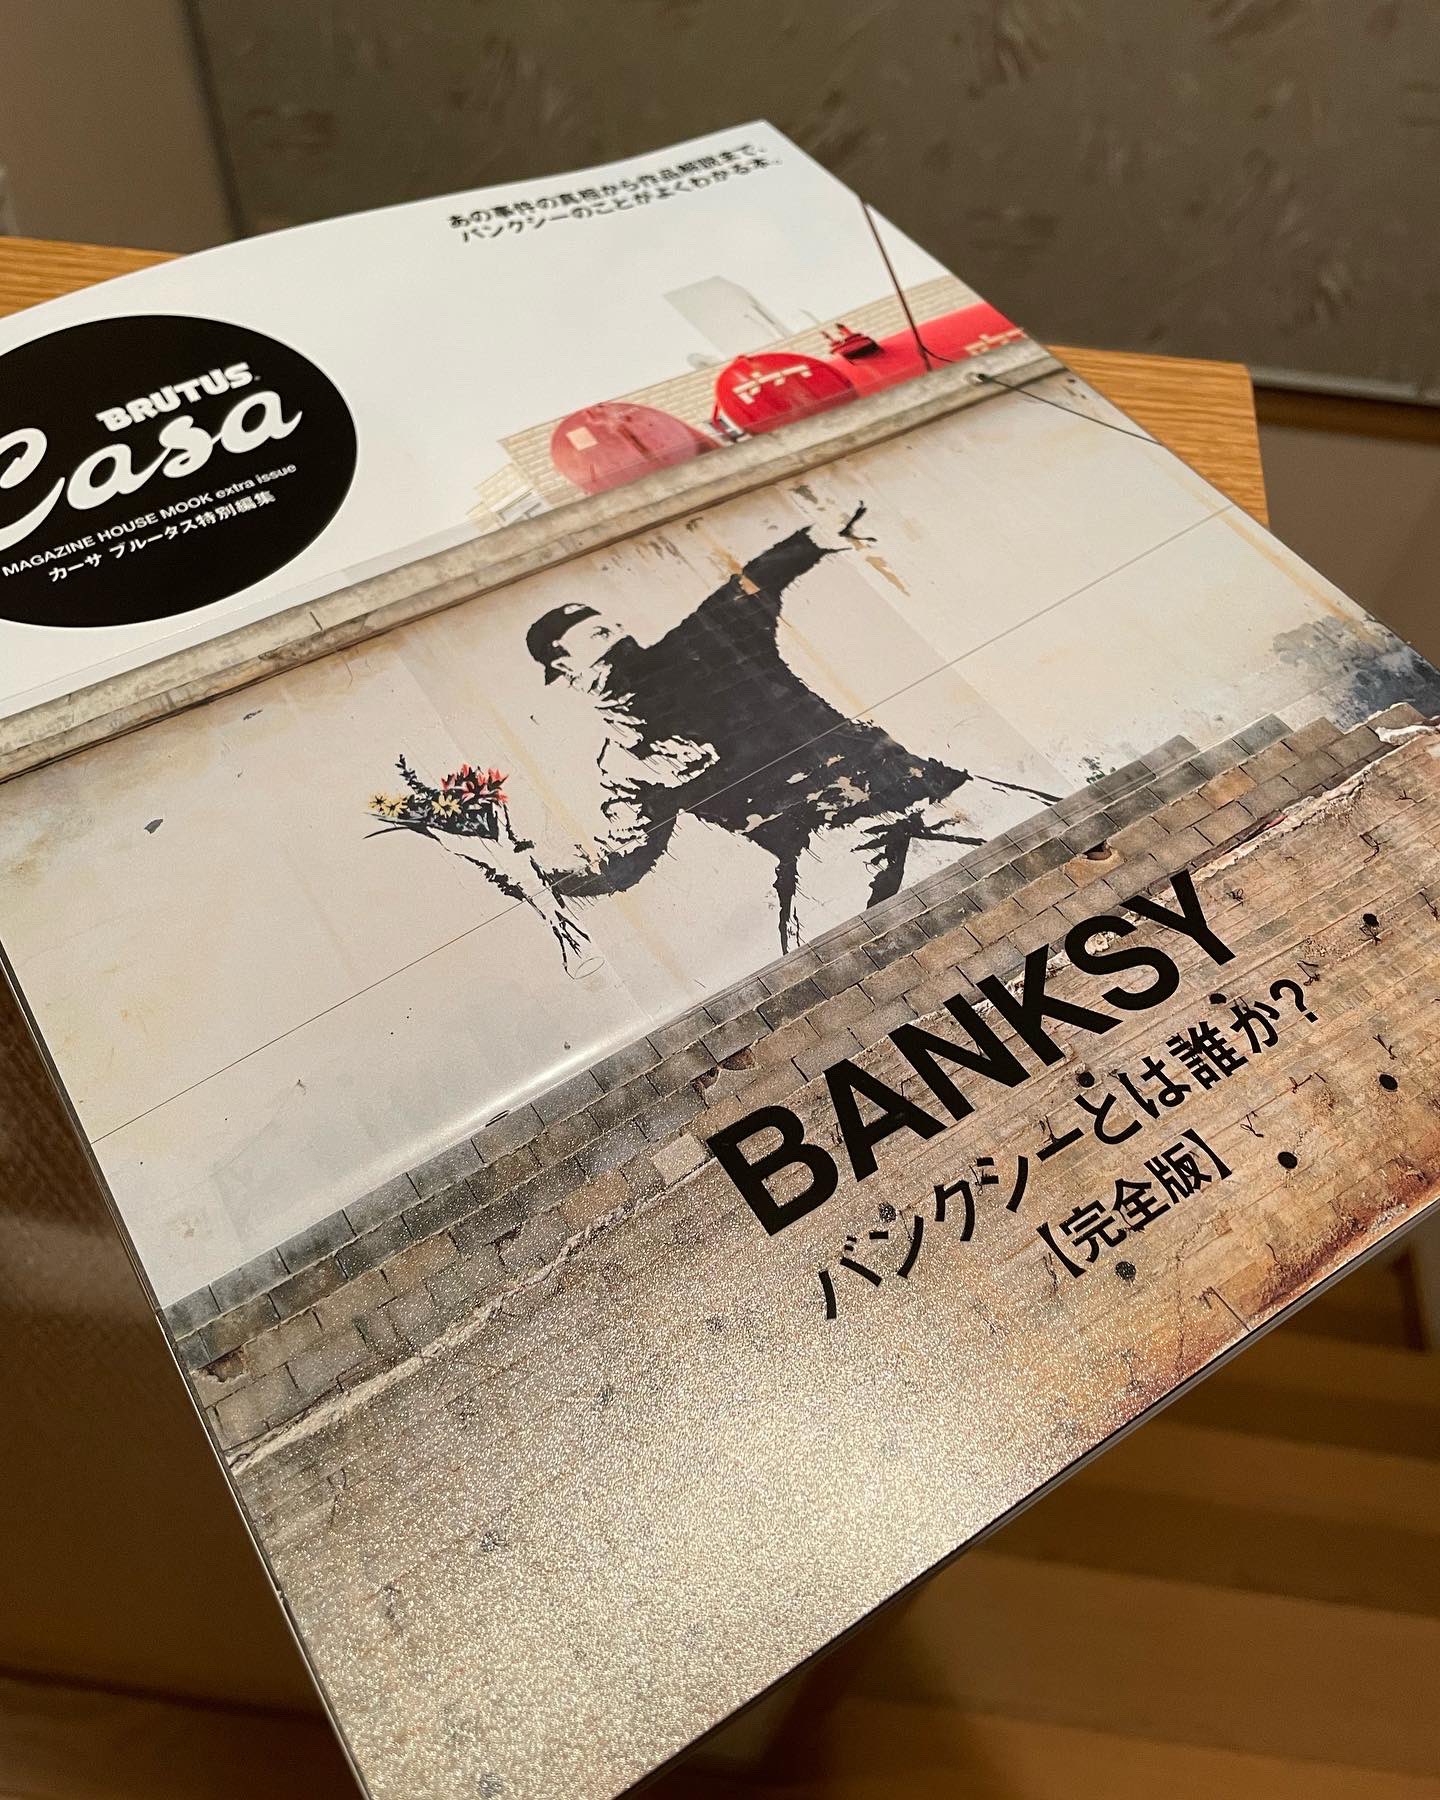 あの事件の真相から作品解説まで、
バンクシーのことがよくわかる本。
BRUTUS
Casa
MAGAZINE HOUSE MOOK extra issue
カーサ ブルータス特別編集
דלק
BANKSY
バンクシーとは誰か?
【完全版】